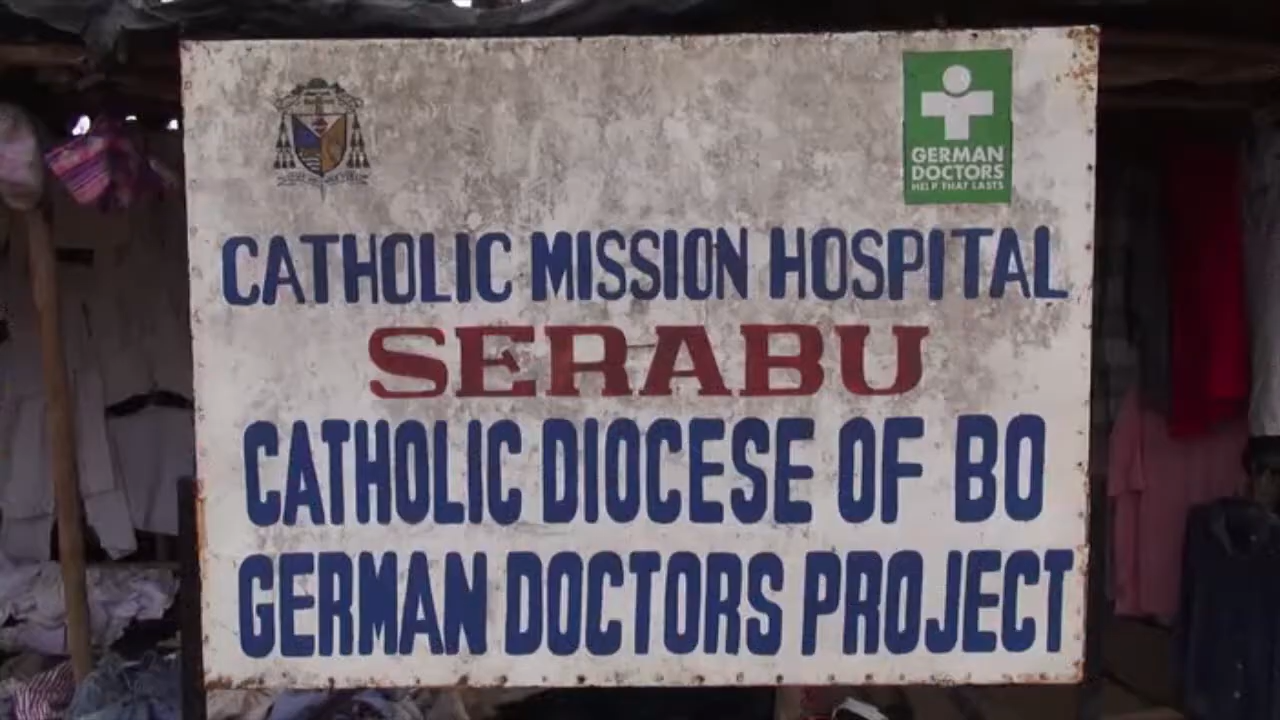 GERMAN
DOCTORS
HELP THAT LASTS
CATHOLIC MISSION HOSPITAL
SERABU
CATHOLIC DIOCESE OF BO
GERMAN DOCTORS PROJECT